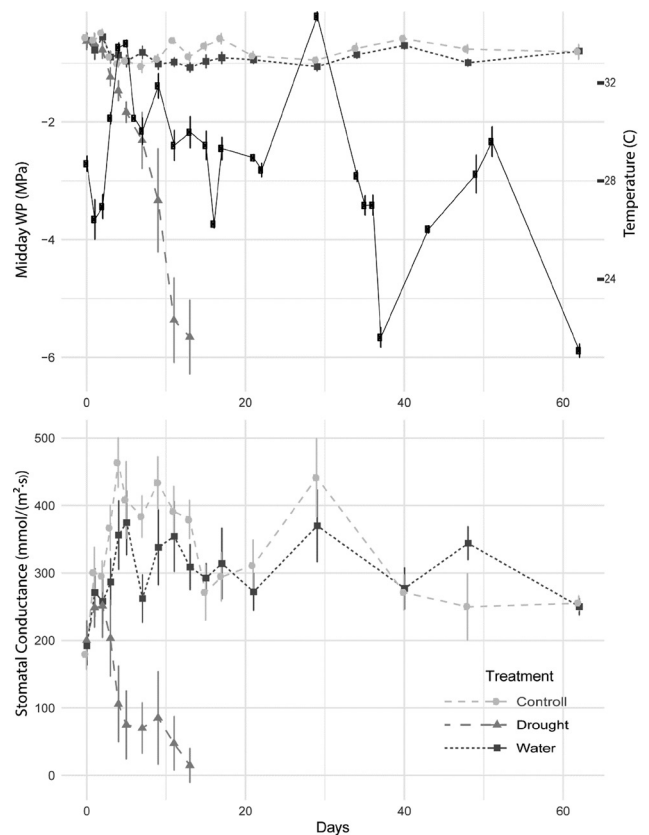 Midday WP (MPa)
-2
-4
-6
32
28
24
Temperature (C)
0
20
40
60
Stomatal Conductance (mmol/(m²·s))
500
400
300
200
100
0
Treatment
Controll
Drought
Water
0
20
40
60
Days